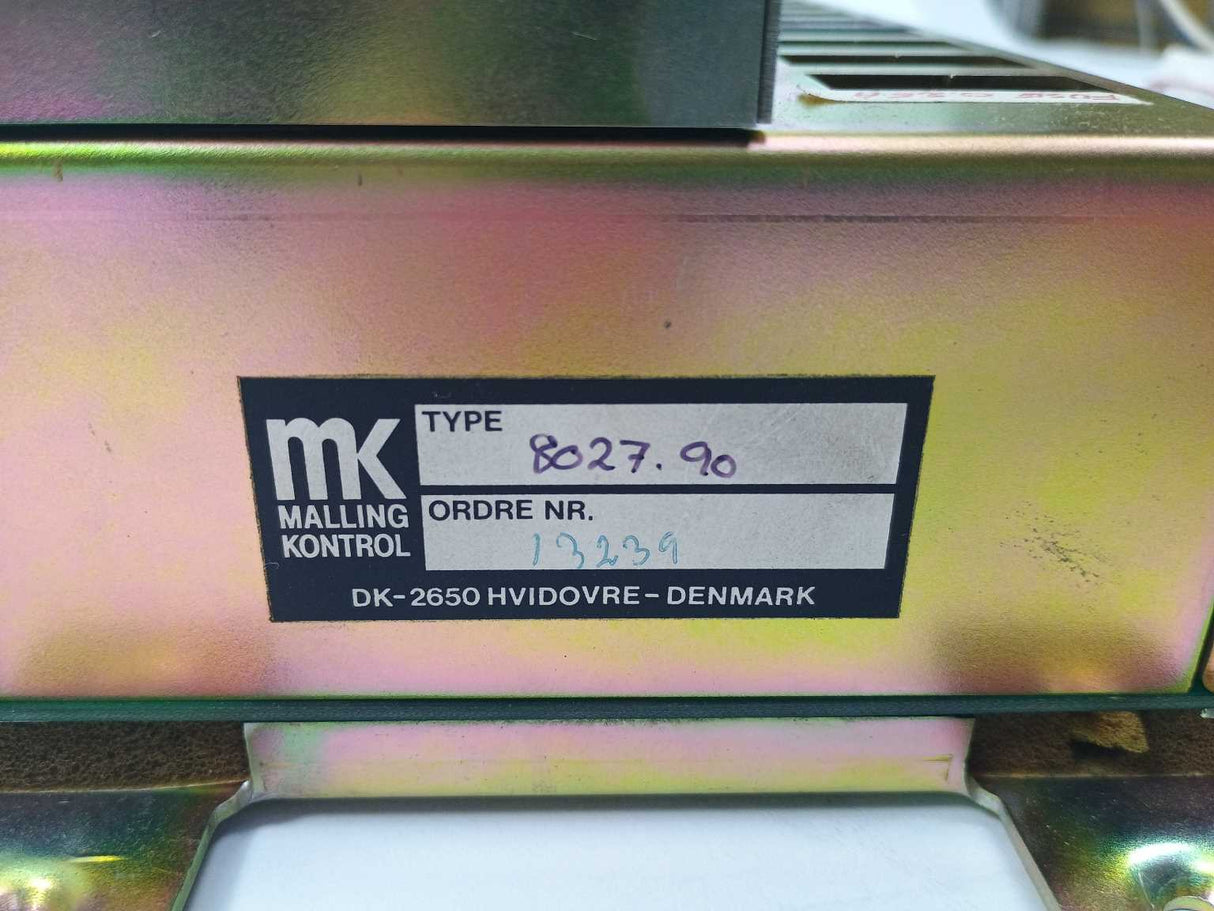 mk
MALLING
KONTROL
TYPE
8027.90
ORDRE NR.
13239
DK-2650 HVIDOVRE-DENMARK